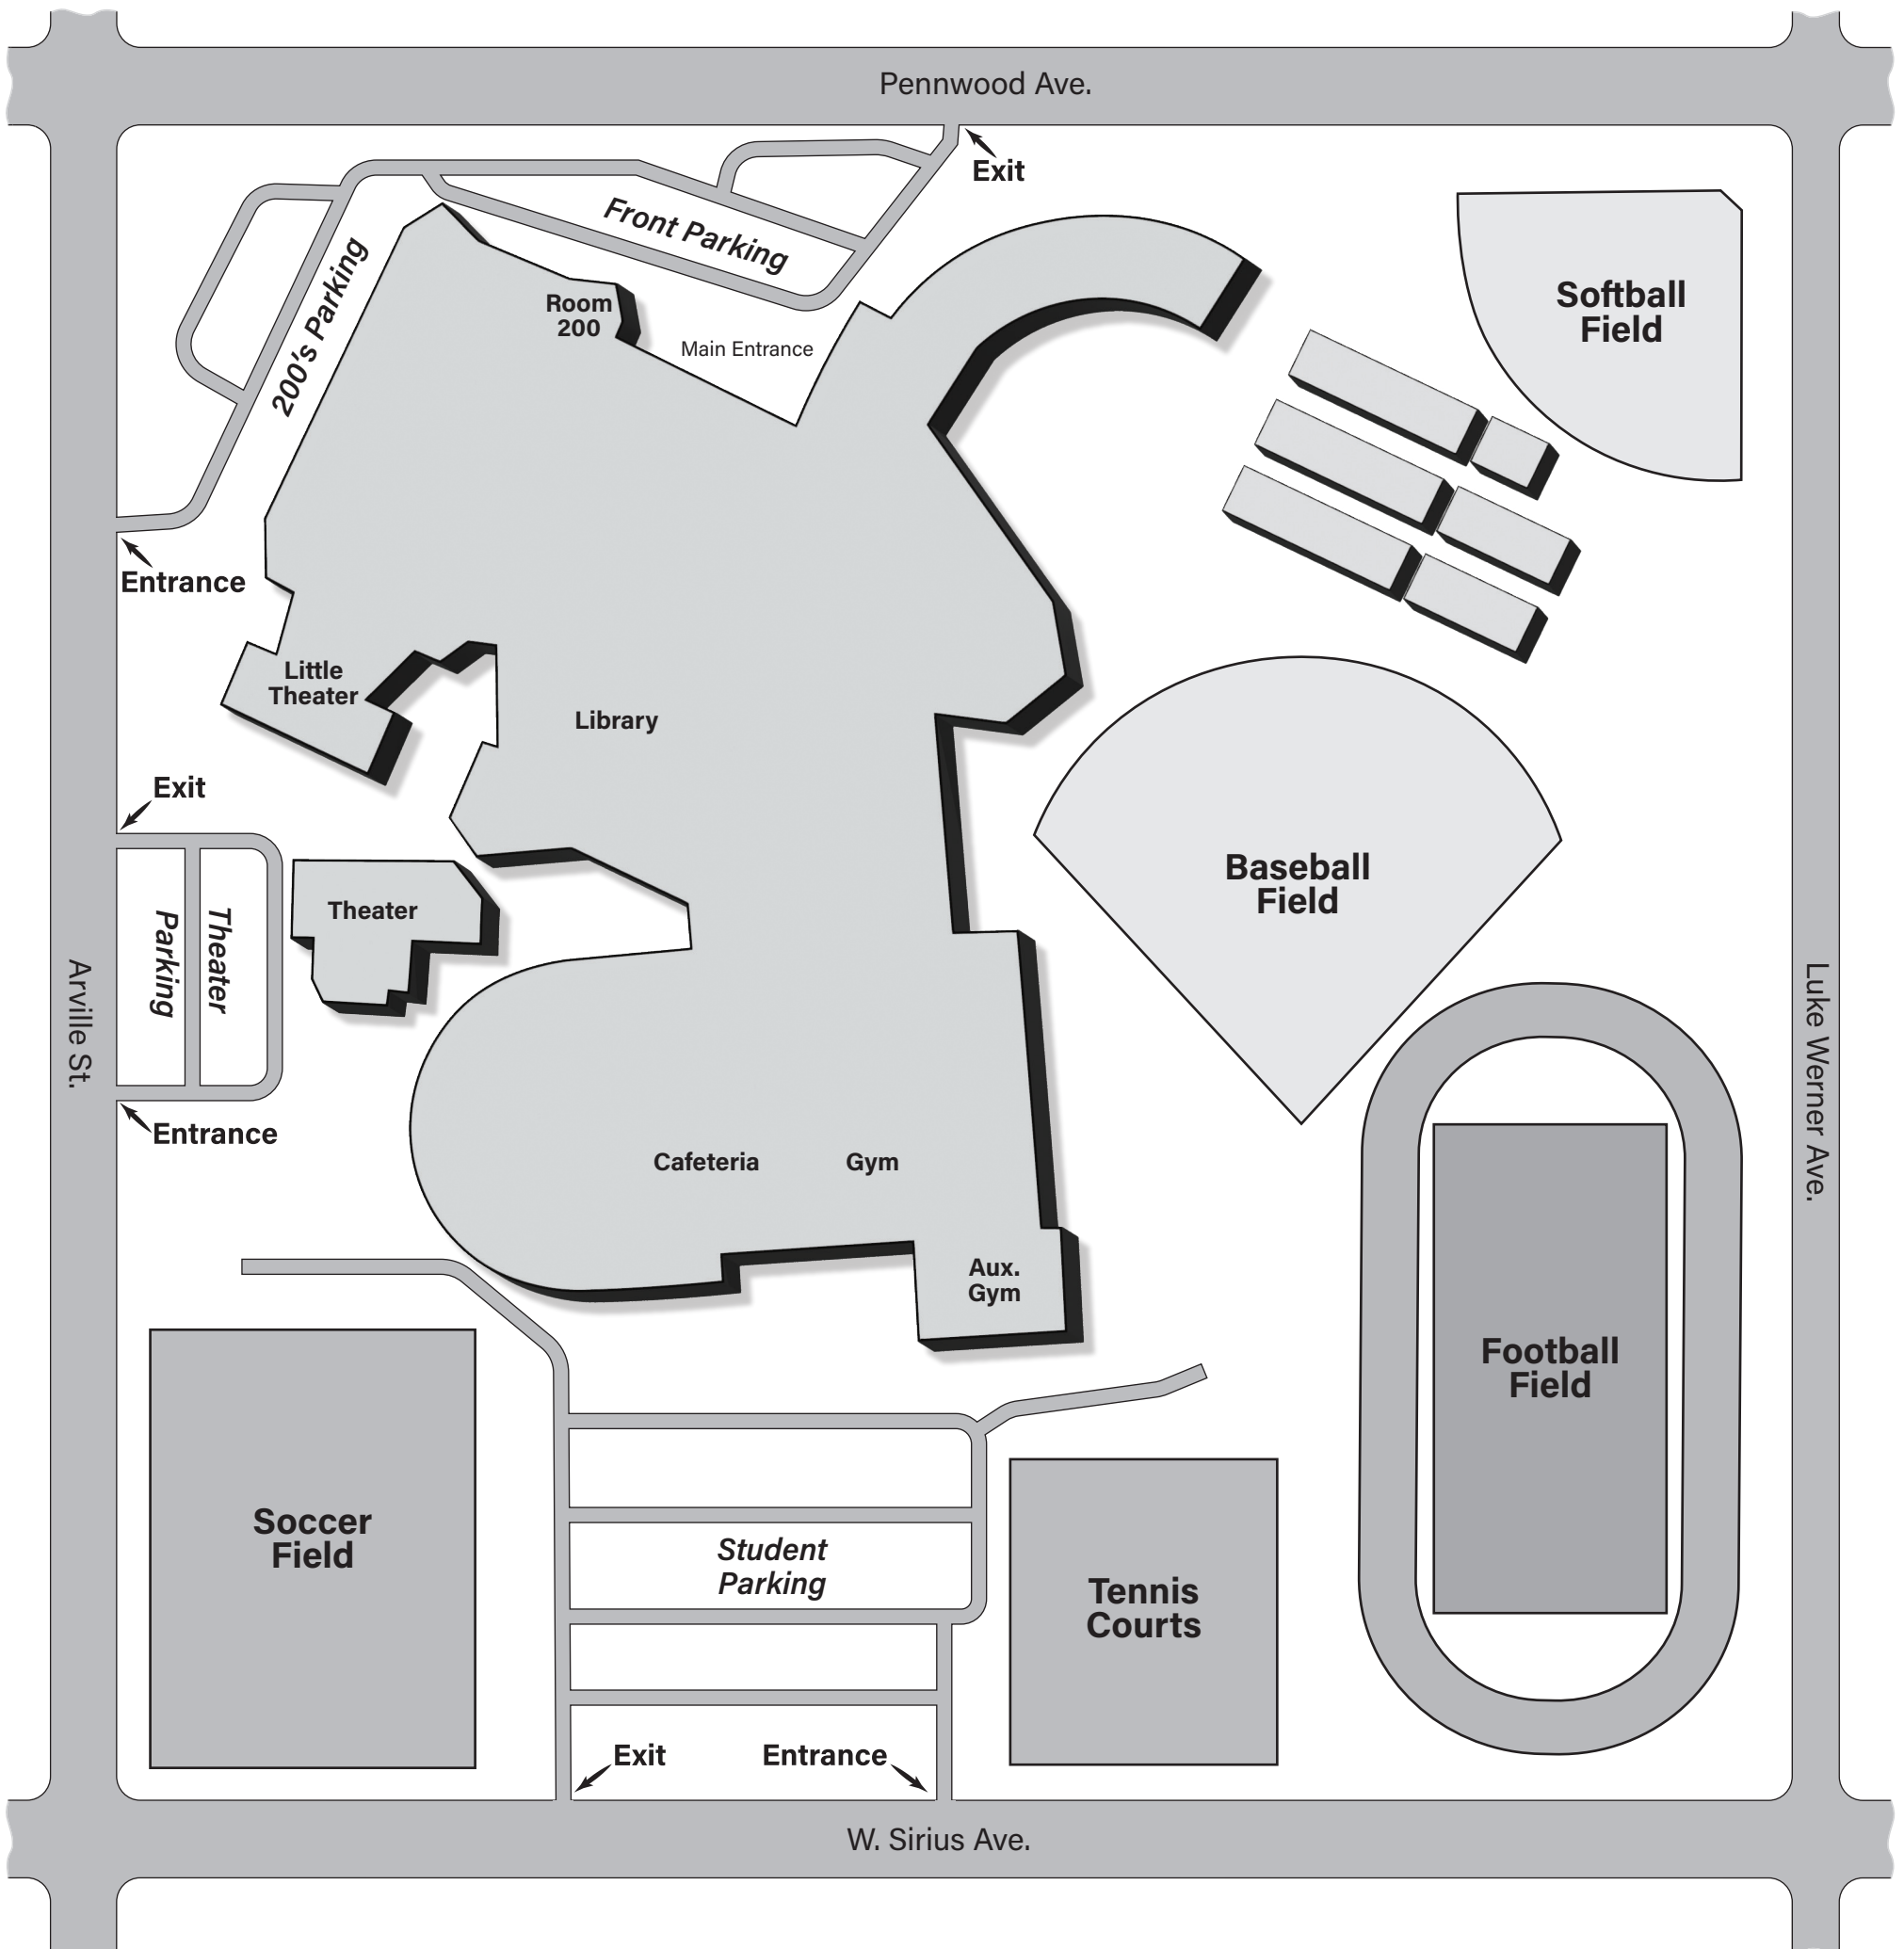 Pennwood Ave.
Exit
Front Parking
200's Parking
Room
200
Main Entrance
Softball
Field
Entrance
Little
Theater
Library
Exit
Baseball
Field
Theater
Theater
Parking
Arville St.
Luke Werner Ave.
Entrance
Cafeteria
Gym
Aux.
Gym
Football
Field
Soccer
Field
Student
Parking
Tennis
Courts
Exit
Entrance
W. Sirius Ave.